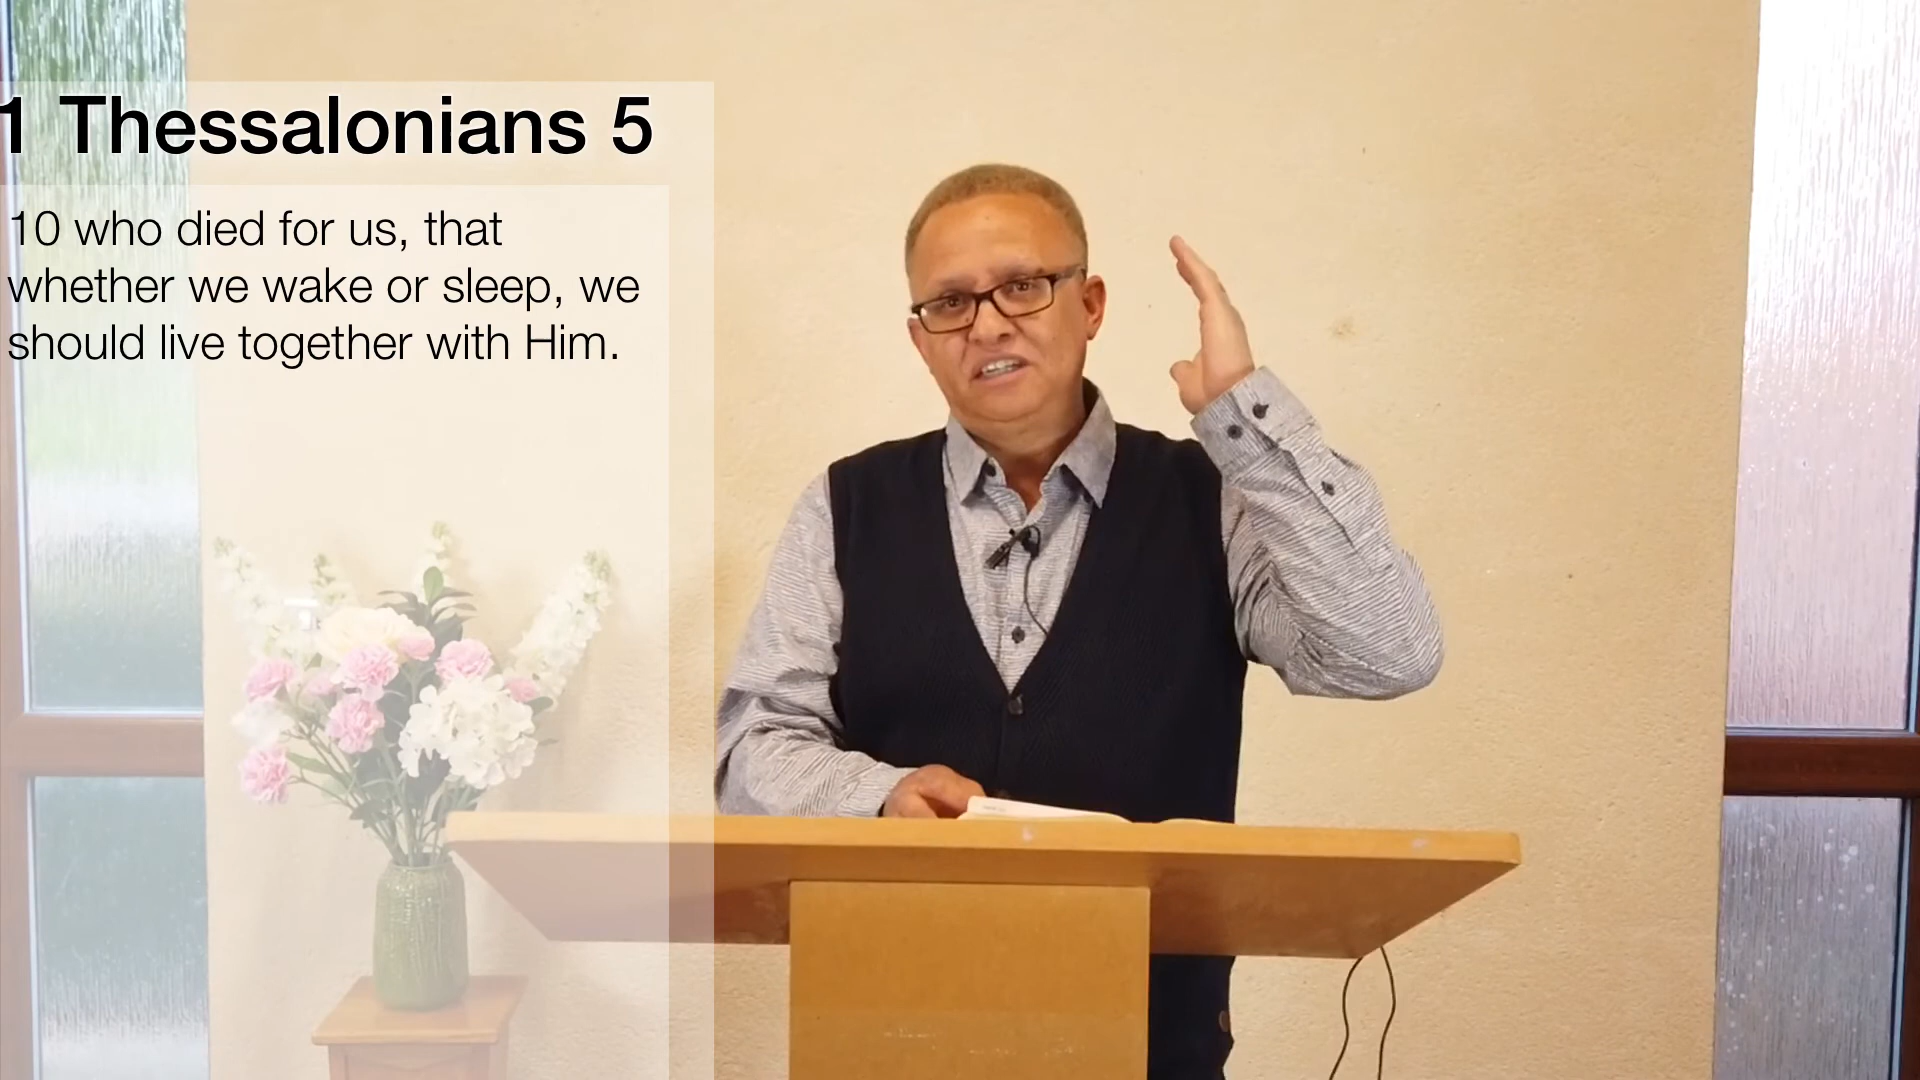 1 Thessalonians 5
10 who died for us, that
whether we wake or sleep, we
should live together with Him.